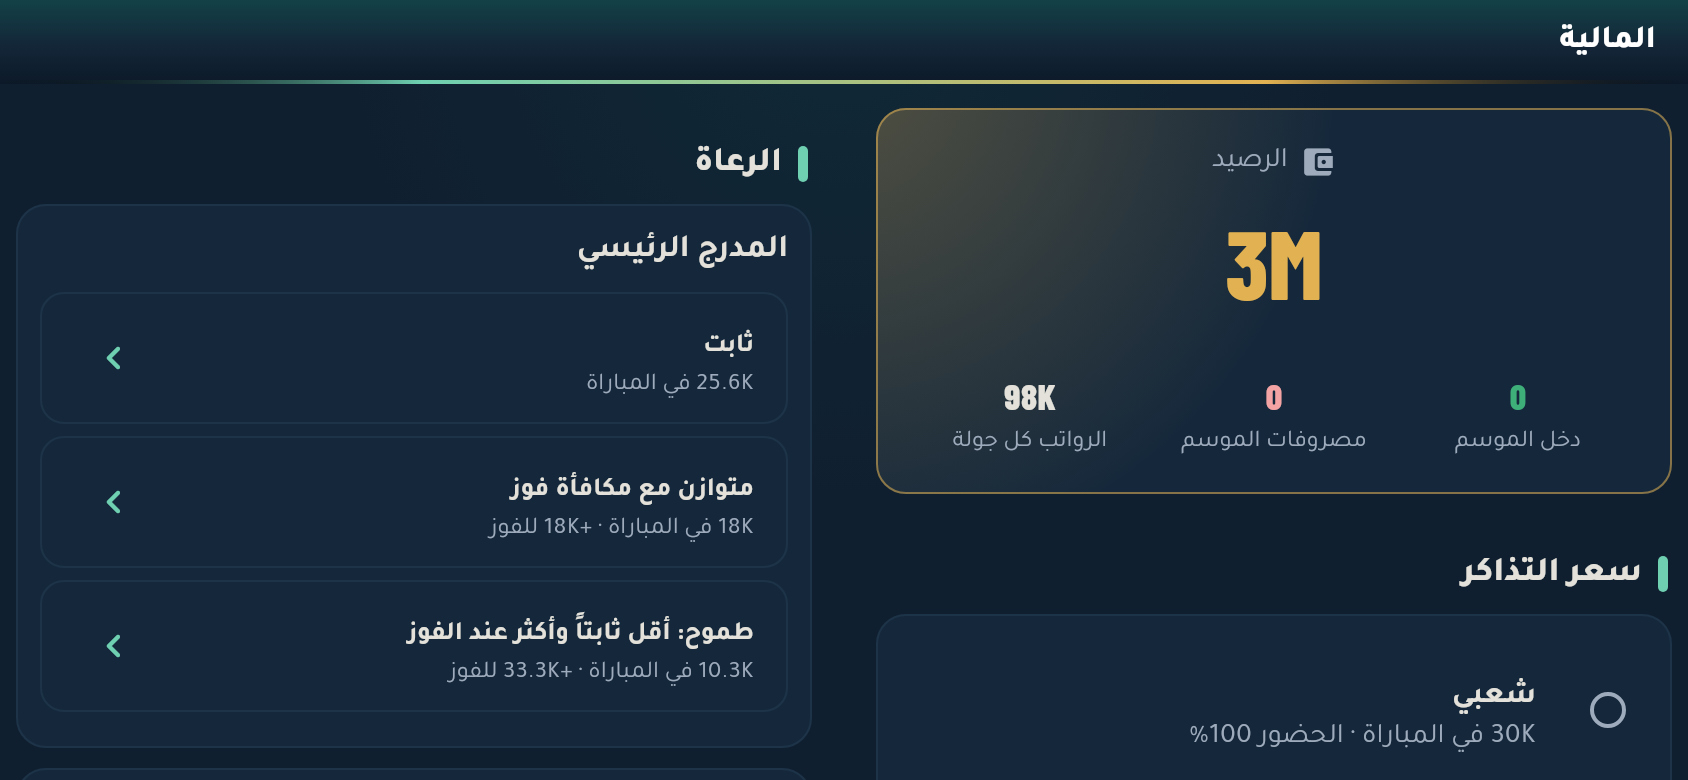 المالية
الرصيد
3M
0
دخل الموسم
0
مصروفات الموسم
98K
الرواتب كل جولة
سعر التذاكر
شعبي
30K في المباراة · الحضور 100%
الرعاة
المدرج الرئيسي
ثابت
25.6K في المباراة
متوازن مع مكافأة فوز
18K في المباراة · +18K للفوز
طموح: أقل ثابتاً وأكثر عند الفوز
10.3K في المباراة · +33.3K للفوز